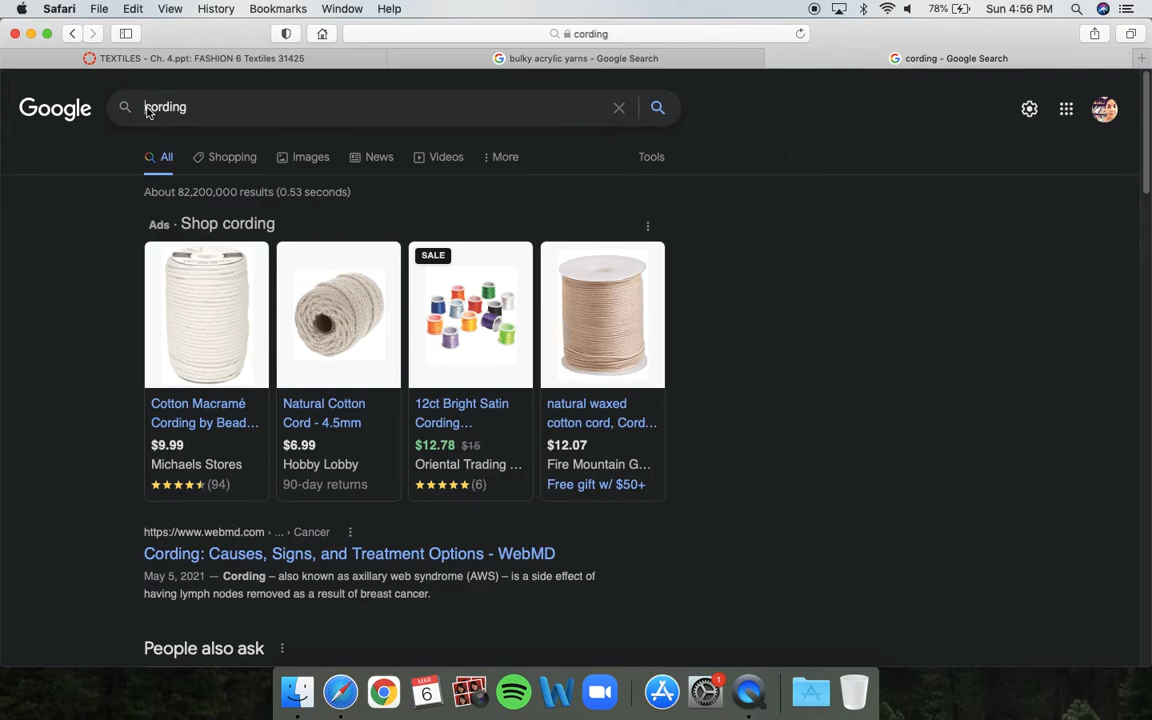 Safari File Edit View History Bookmarks Window Help 78% Sun 4:56 PM
cording
TEXTILES - Ch. 4.ppt: FASHION 6 Textiles 31425 bulky acrylic yarns - Google Search cording - Google Search
Google cording
All Shopping Images News Videos More Tools
About 82,200,000 results (0.53 seconds)
Ads · Shop cording
SALE
Cotton Macramé Natural Cotton 12ct Bright Satin natural waxed
Cording by Bead... Cord - 4.5mm Cording... cotton cord, Cord...
$9.99 $6.99 $12.78 $15 $12.07
Michaels Stores Hobby Lobby Oriental Trading ... Fire Mountain G...
(94) 90-day returns (6) Free gift w/ $50+
https://www.webmd.com › ... › Cancer
Cording: Causes, Signs, and Treatment Options - WebMD
May 5, 2021 — Cording – also known as axillary web syndrome (AWS) – is a side effect of
having lymph nodes removed as a result of breast cancer.
People also ask
MAR
6
W
1